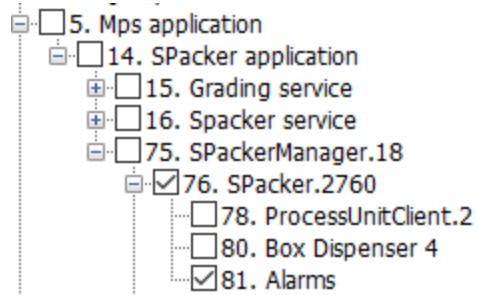 5. Mps application
14. SPacker application
15. Grading service
16. Spacker service
75. SPackerManager.18
76. SPacker.2760
78. ProcessUnitClient.2
80. Box Dispenser 4
81. Alarms